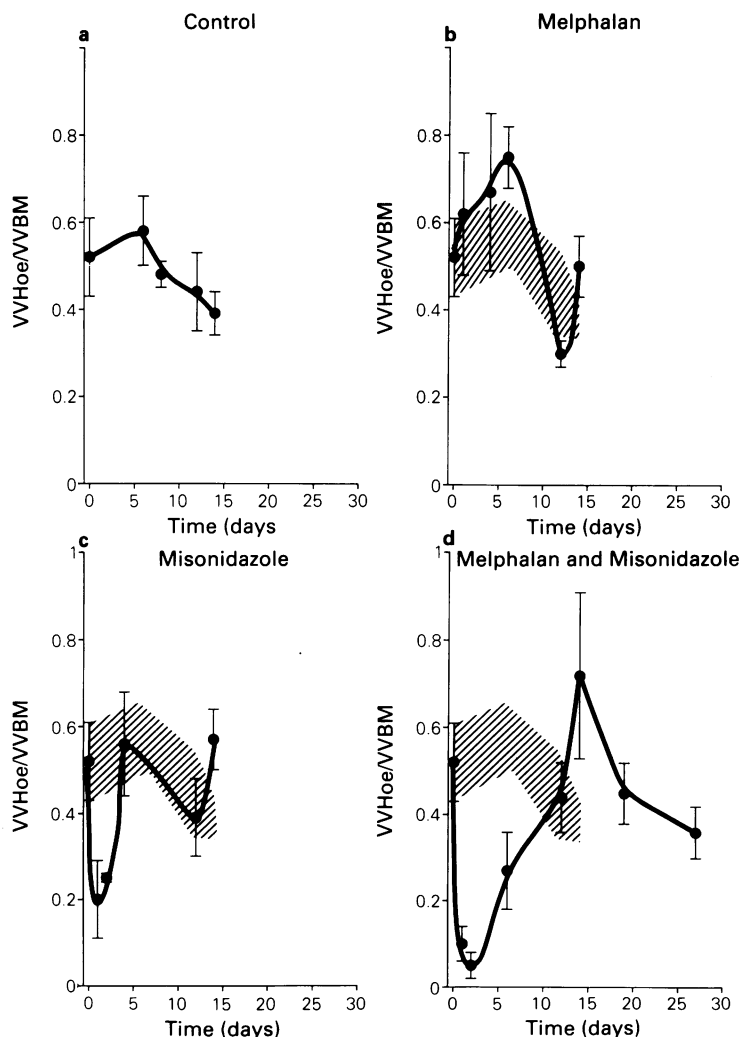 a
Control
VVHoe/VVBM
0.8
0.6
0.4
0.2
0
0 5 10 15 20 25 30
Time (days
b
Melphalan
VVHoe/VVBM
0.8
0.6
0.4
0.2
0
0 5 10 15 20 25 30
Time (days)
c
Misonidazole
VVHoe/VVBM
1
0.8
0.6
0.4
0.2
0
0 5 10 15 20 25 30
Time (days)
d
Melphalan and Misonidazole
VVHoe/VVBM
1
0.8
0.6
0.4
0.2
0
0 5 10 15 20 25 30
Time (days)